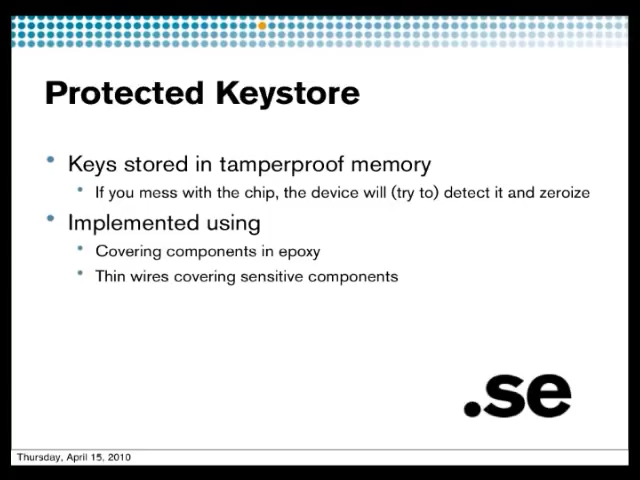 Protected Keystore
Keys stored in tamperproof memory
If you mess with the chip, the device will (try to) detect it and zeroize
Implemented using
Covering components in epoxy
Thin wires covering sensitive components
.se
Thursday, April 15, 2010